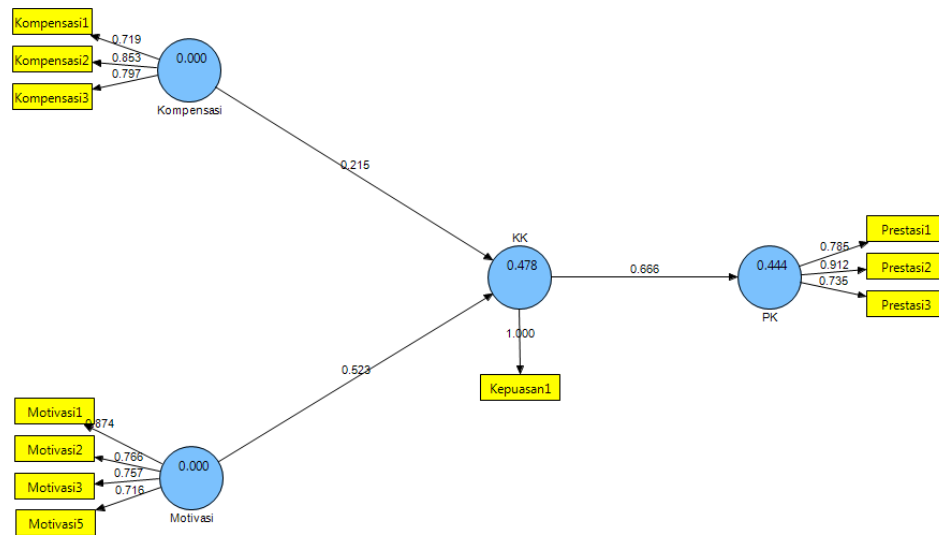 Kompensasi1
0.719
Kompensasi2
0.853
Kompensasi3
0.797
0.000
Kompensasi
0.215
KK
0.478
0.666
0.444
PK
Prestasi1
0.785
Prestasi2
0.912
Prestasi3
0.735
1.000
Kepuasan1
0.523
Motivasi1
0.874
Motivasi2
0.766
Motivasi3
0.757
Motivasi5
0.716
0.000
Motivasi